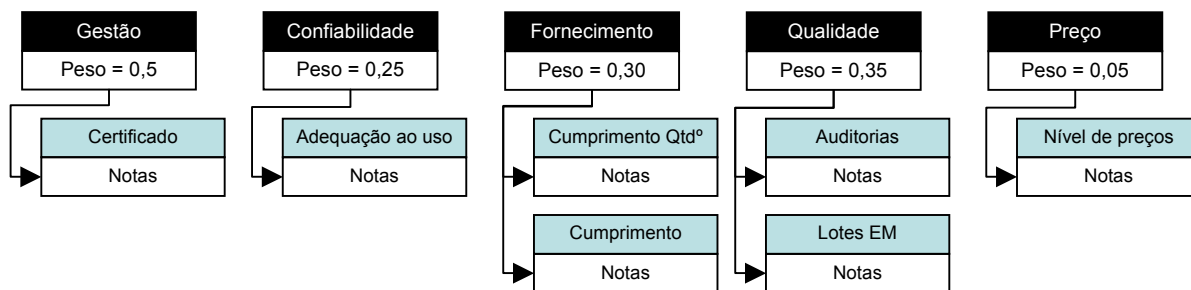 Gestão
Peso = 0,5
Certificado
Notas
Confiabilidade
Peso = 0,25
Adequação ao uso
Notas
Fornecimento
Peso = 0,30
Cumprimento Qtdº
Notas
Cumprimento
Notas
Qualidade
Peso = 0,35
Auditorias
Notas
Lotes EM
Notas
Preço
Peso = 0,05
Nível de preços
Notas